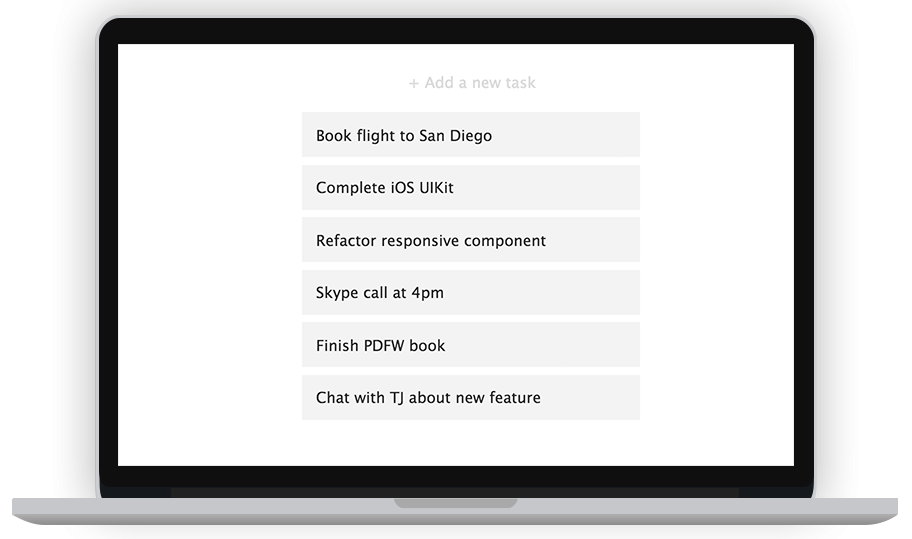 + Add a new task
Book flight to San Diego
Complete iOS UIKit
Refactor responsive component
Skype call at 4pm
Finish PDFW book
Chat with TJ about new feature